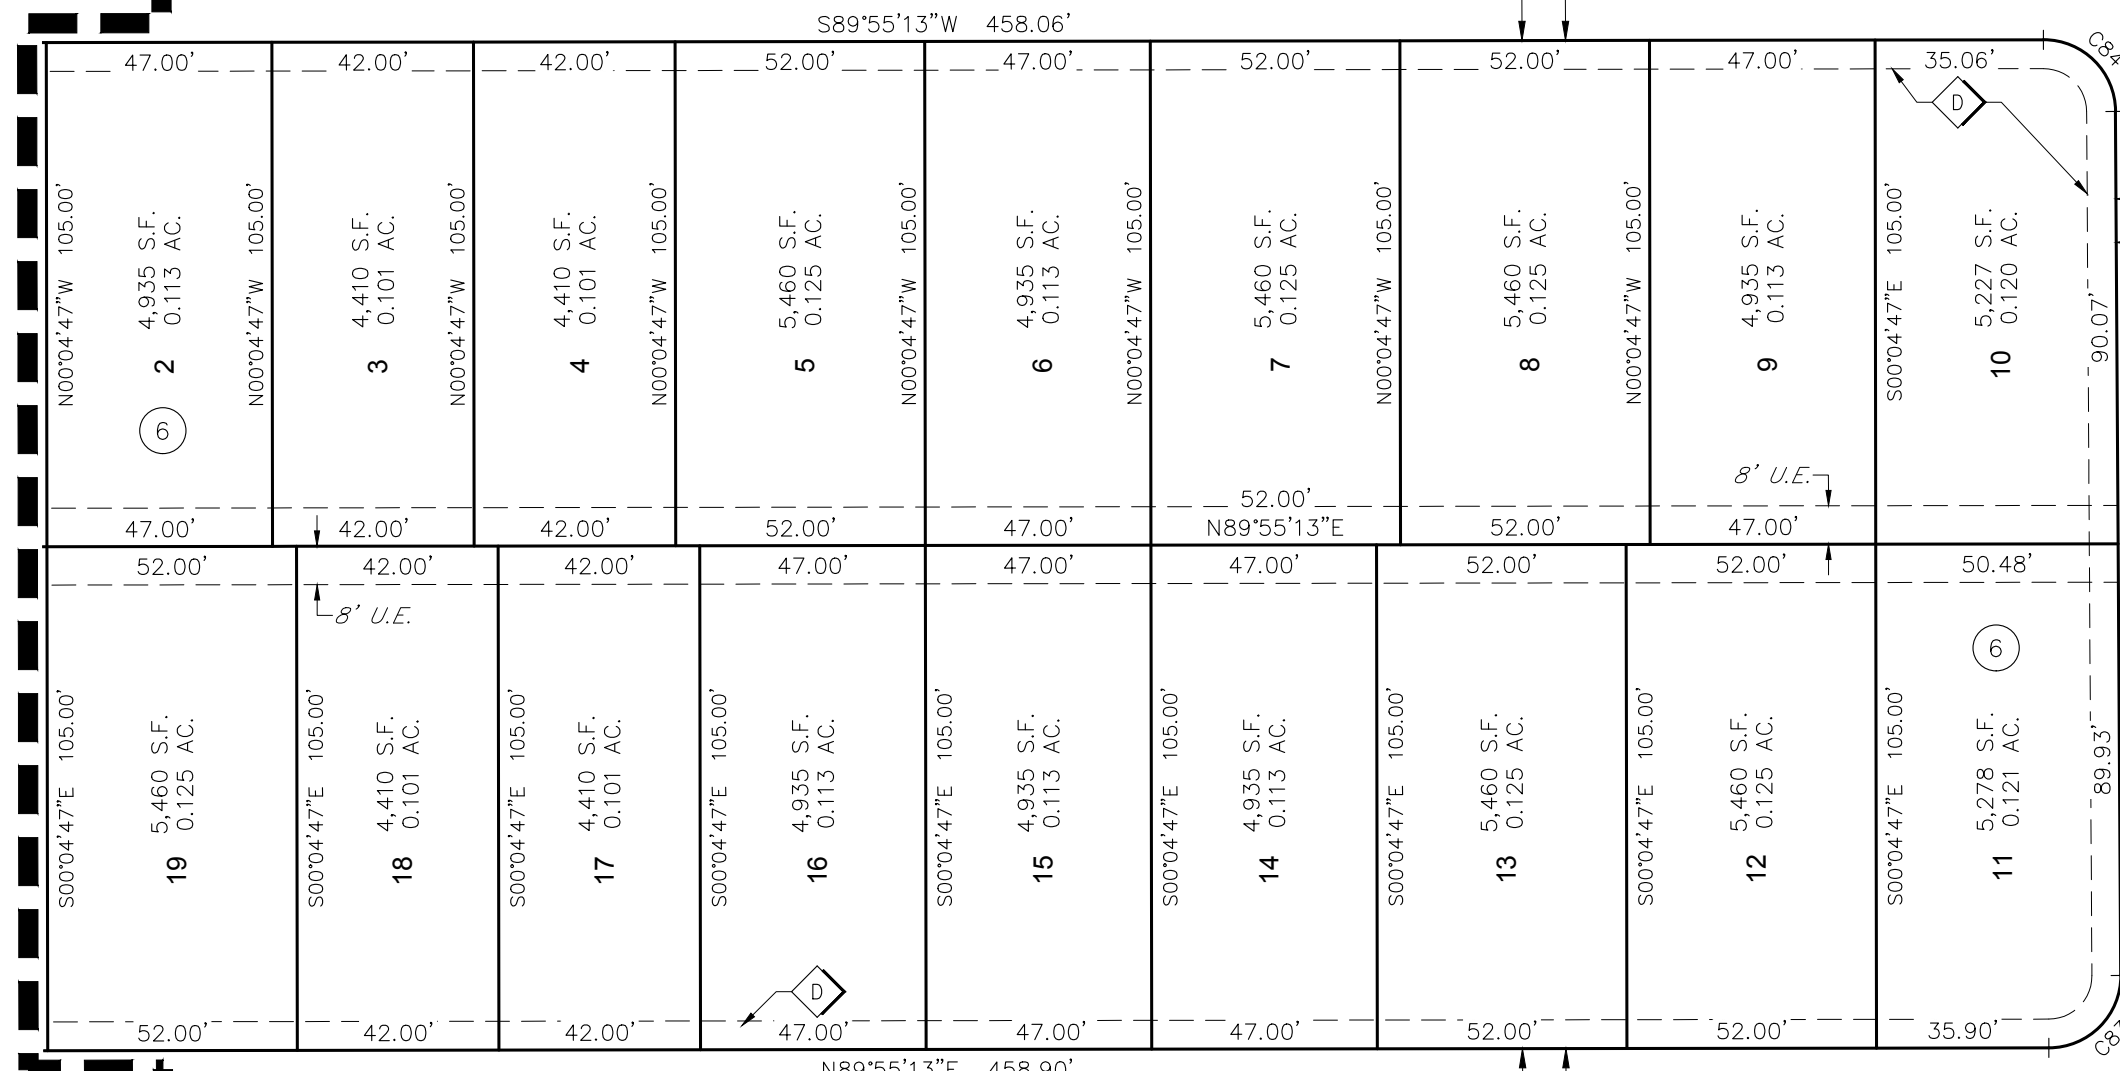 S89°55'13"W 458.06'
47.00'
42.00'
42.00'
52.00'
47.00'
52.00'
52.00'
47.00'
35.06'
D
N00°04'47"W 105.00'
2
4,935 S.F.
0.113 AC.
6
N00°04'47"W 105.00'
3
4,410 S.F.
0.101 AC.
N00°04'47"W 105.00'
4
4,410 S.F.
0.101 AC.
N00°04'47"W 105.00'
5
5,460 S.F.
0.125 AC.
N00°04'47"W 105.00'
6
4,935 S.F.
0.113 AC.
N00°04'47"W 105.00'
7
5,460 S.F.
0.125 AC.
N00°04'47"W 105.00'
8
5,460 S.F.
0.125 AC.
N00°04'47"W 105.00'
9
4,935 S.F.
0.113 AC.
S00°04'47"E 105.00'
10
5,227 S.F.
0.120 AC.
90.07'
8' U.E.
47.00'
42.00'
42.00'
52.00'
47.00'
52.00'
N89°55'13"E
52.00'
47.00'
52.00'
42.00'
42.00'
47.00'
47.00'
47.00'
52.00'
52.00'
50.48'
8' U.E.
S00°04'47"E 105.00'
19
5,460 S.F.
0.125 AC.
S00°04'47"E 105.00'
18
4,410 S.F.
0.101 AC.
S00°04'47"E 105.00'
17
4,410 S.F.
0.101 AC.
S00°04'47"E 105.00'
16
4,935 S.F.
0.113 AC.
D
S00°04'47"E 105.00'
15
4,935 S.F.
0.113 AC.
S00°04'47"E 105.00'
14
4,935 S.F.
0.113 AC.
S00°04'47"E 105.00'
13
5,460 S.F.
0.125 AC.
S00°04'47"E 105.00'
12
5,460 S.F.
0.125 AC.
S00°04'47"E 105.00'
6
11
5,278 S.F.
0.121 AC.
89.93'
52.00'
42.00'
42.00'
47.00'
47.00'
47.00'
52.00'
52.00'
35.90'
N89°55'13"E 458.90'